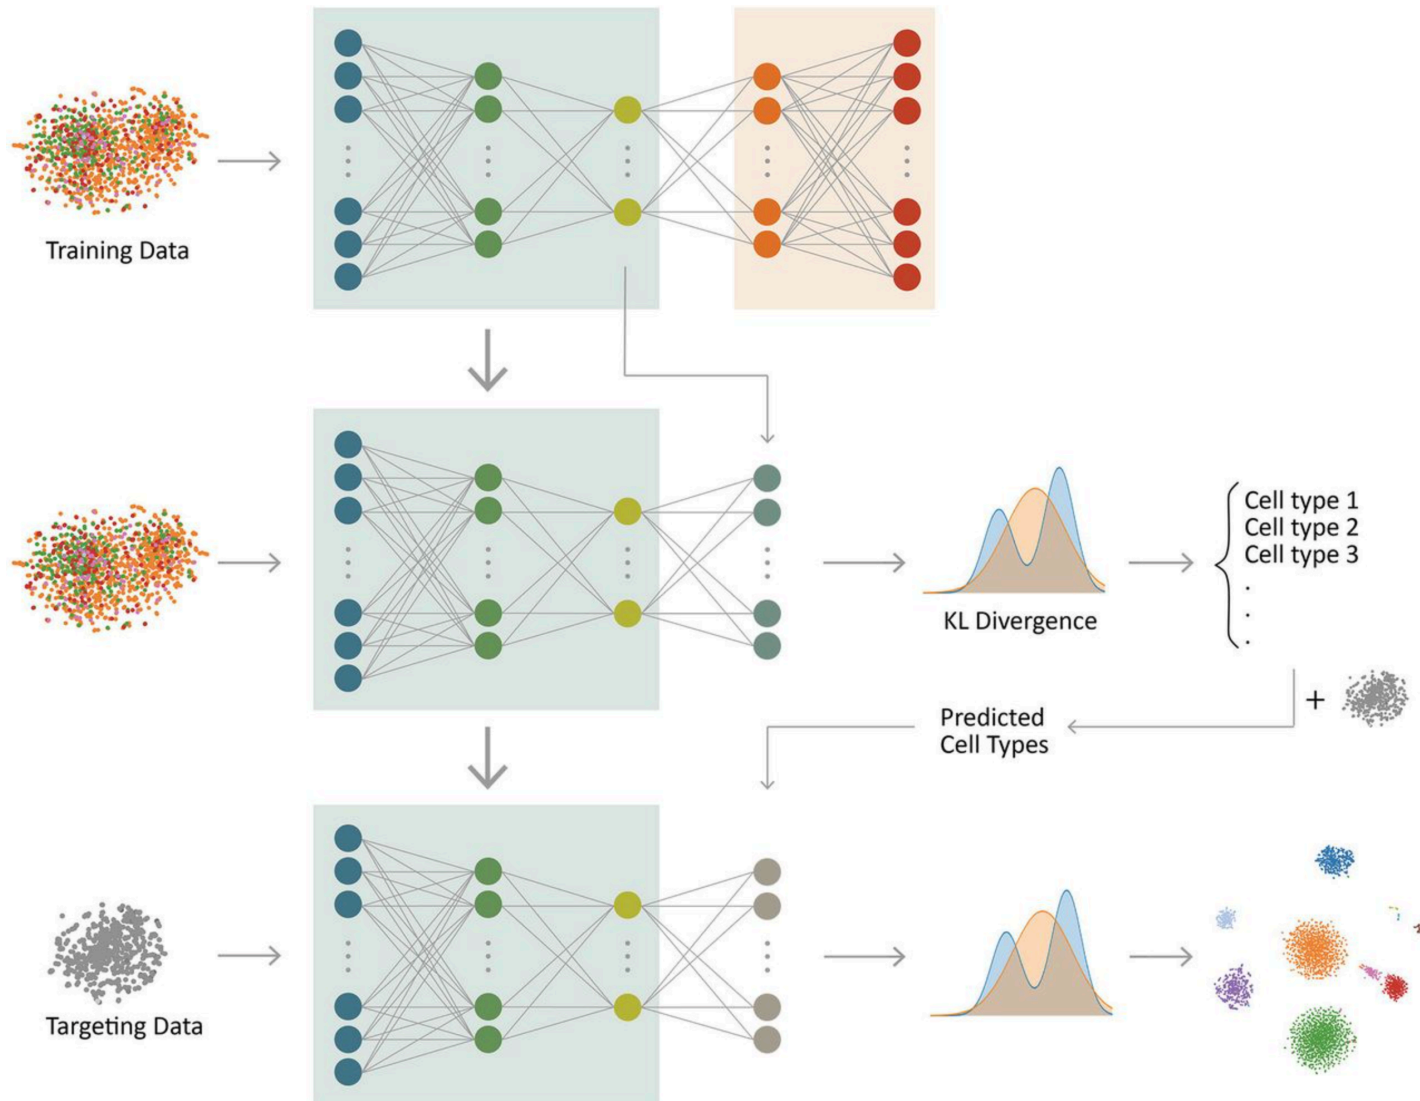 Training Data
Cell type 1
Cell type 2
Cell type 3
.
.
.
KL Divergence
+
Predicted
Cell Types
Targeting Data